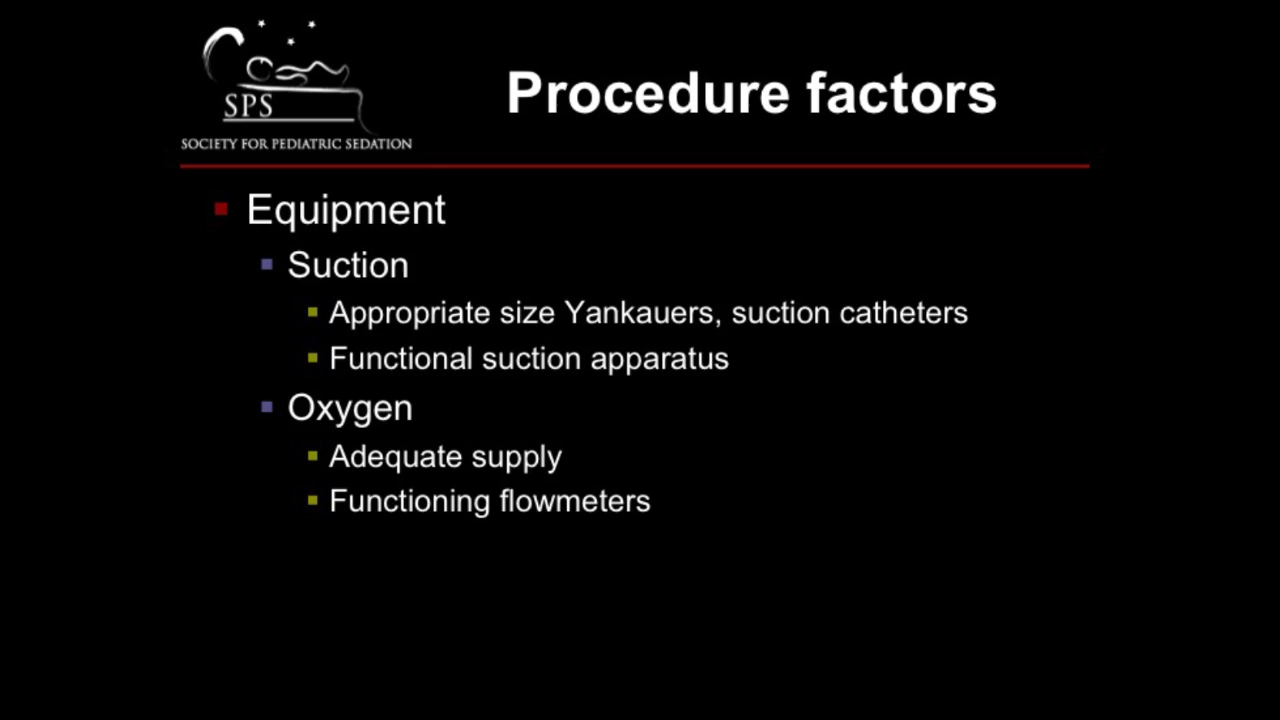 SPS
SOCIETY FOR PEDIATRIC SEDATION
Procedure factors
Equipment
Suction
Appropriate size Yankauers, suction catheters
Functional suction apparatus
Oxygen
Adequate supply
Functioning flowmeters